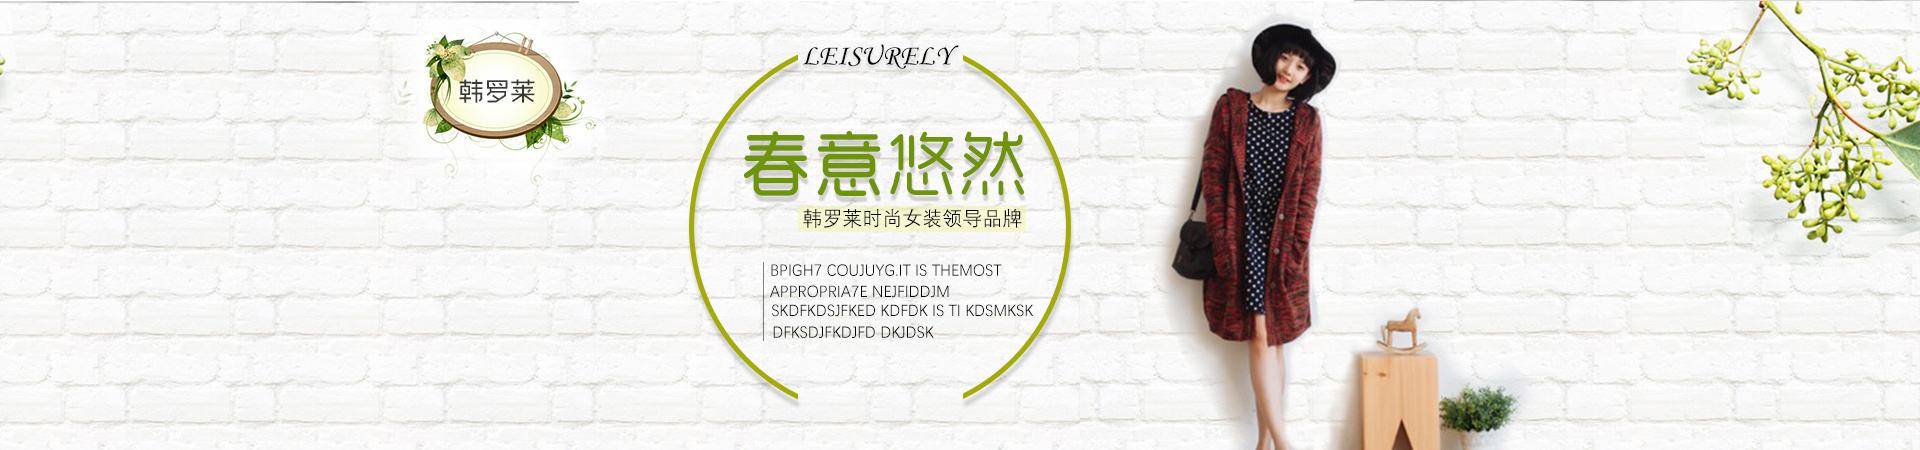 韩罗莱
LEISURELY
春意悠然
韩罗莱时尚女装领导品牌
BPIGH7 COUJUYG.IT IS THEMOST
APPROPRIA7E NEJFIDDJM
SKDFKDSJFKED KDFDK IS TI KDSMKSK
DFKSDJFKDJFD DKJDSK